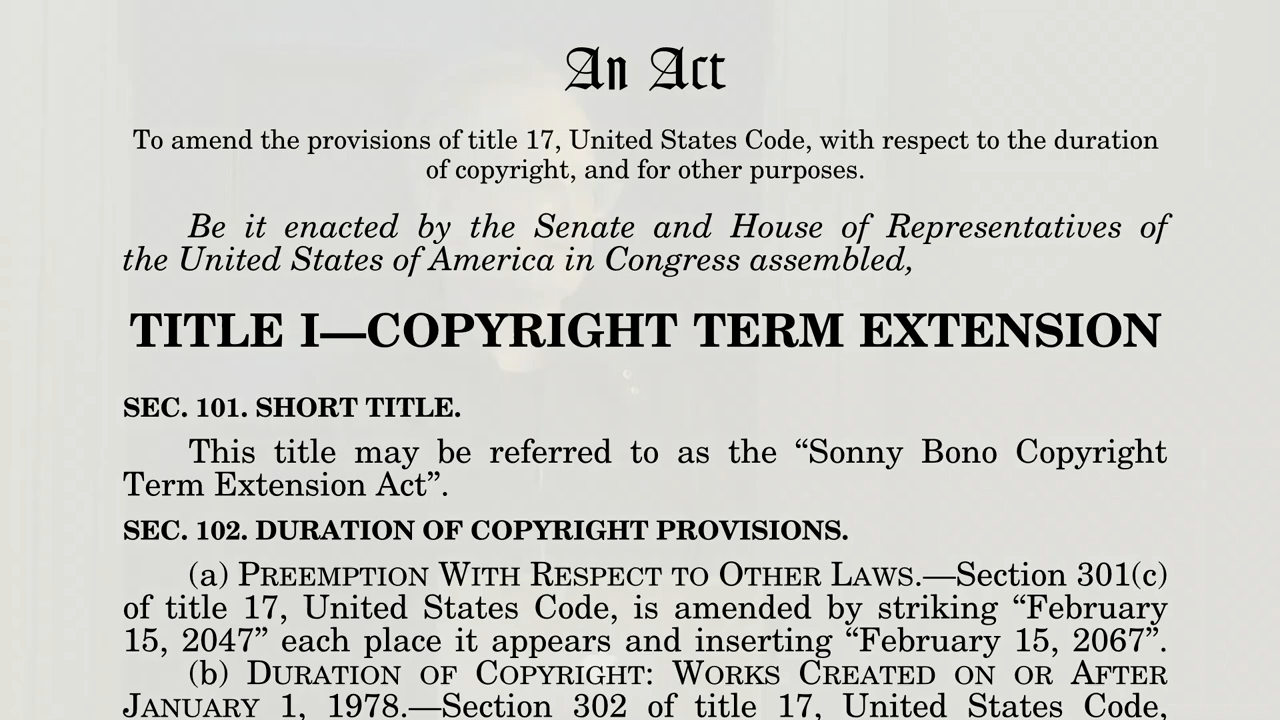 An Act
To amend the provisions of title 17, United States Code, with respect to the duration
of copyright, and for other purposes.
Be it enacted by the Senate and House of Representatives of
the United States of America in Congress assembled,
TITLE I—COPYRIGHT TERM EXTENSION
SEC. 101. SHORT TITLE.
This title may be referred to as the “Sonny Bono Copyright
Term Extension Act”.
SEC. 102. DURATION OF COPYRIGHT PROVISIONS.
(a) PREEMPTION WITH RESPECT TO OTHER LAWS.—Section 301(c)
of title 17, United States Code, is amended by striking “February
15, 2047” each place it appears and inserting “February 15, 2067”.
(b) DURATION OF COPYRIGHT: WORKS CREATED ON OR AFTER
JANUARY 1, 1978.—Section 302 of title 17, United States Code,